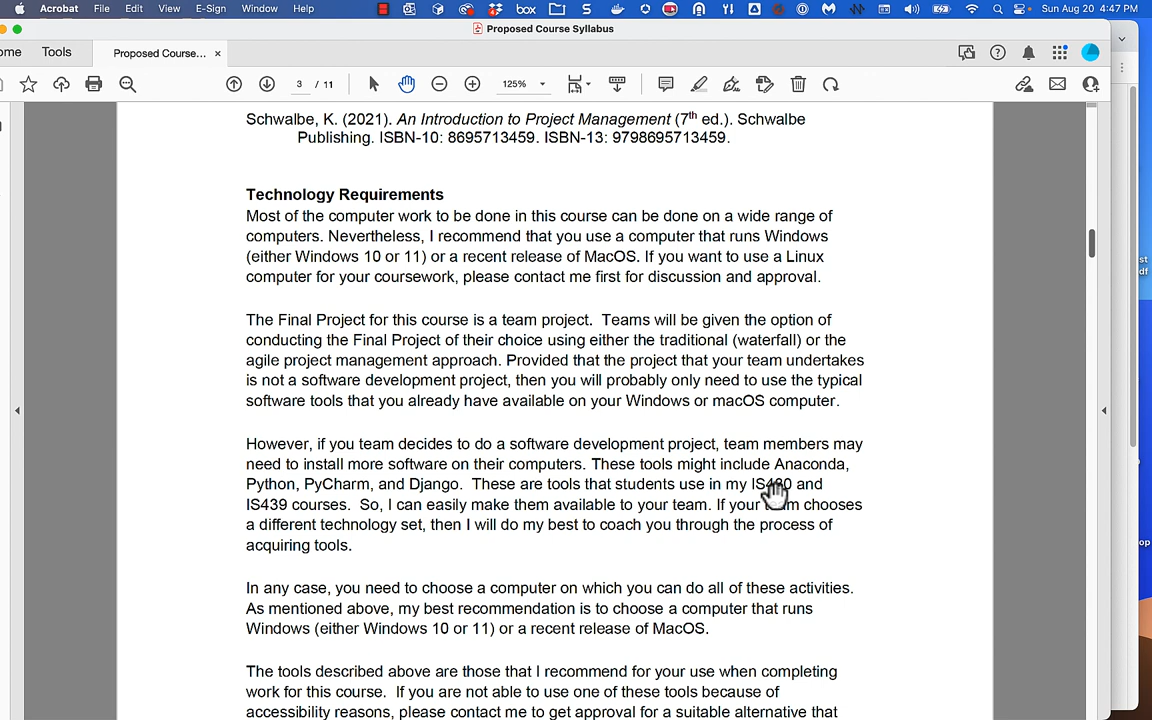 Acrobat File Edit View E-Sign Window Help box Sun Aug 20 4:47 PM
Proposed Course Syllabus
ome Tools Proposed Course... ×
3 / 11 125%
Schwalbe, K. (2021). An Introduction to Project Management (7th ed.). Schwalbe
Publishing. ISBN-10: 8695713459. ISBN-13: 9798695713459.
Technology Requirements
Most of the computer work to be done in this course can be done on a wide range of
computers. Nevertheless, I recommend that you use a computer that runs Windows
(either Windows 10 or 11) or a recent release of MacOS. If you want to use a Linux
computer for your coursework, please contact me first for discussion and approval.
The Final Project for this course is a team project. Teams will be given the option of
conducting the Final Project of their choice using either the traditional (waterfall) or the
agile project management approach. Provided that the project that your team undertakes
is not a software development project, then you will probably only need to use the typical
software tools that you already have available on your Windows or macOS computer.
However, if you team decides to do a software development project, team members may
need to install more software on their computers. These tools might include Anaconda,
Python, PyCharm, and Django. These are tools that students use in my and
IS439 courses. So, I can easily make them available to your team. If your team chooses
a different technology set, then I will do my best to coach you through the process of
acquiring tools.
In any case, you need to choose a computer on which you can do all of these activities.
As mentioned above, my best recommendation is to choose a computer that runs
Windows (either Windows 10 or 11) or a recent release of MacOS.
The tools described above are those that I recommend for your use when completing
work for this course. If you are not able to use one of these tools because of
accessibility reasons, please contact me to get approval for a suitable alternative that
st
df
op